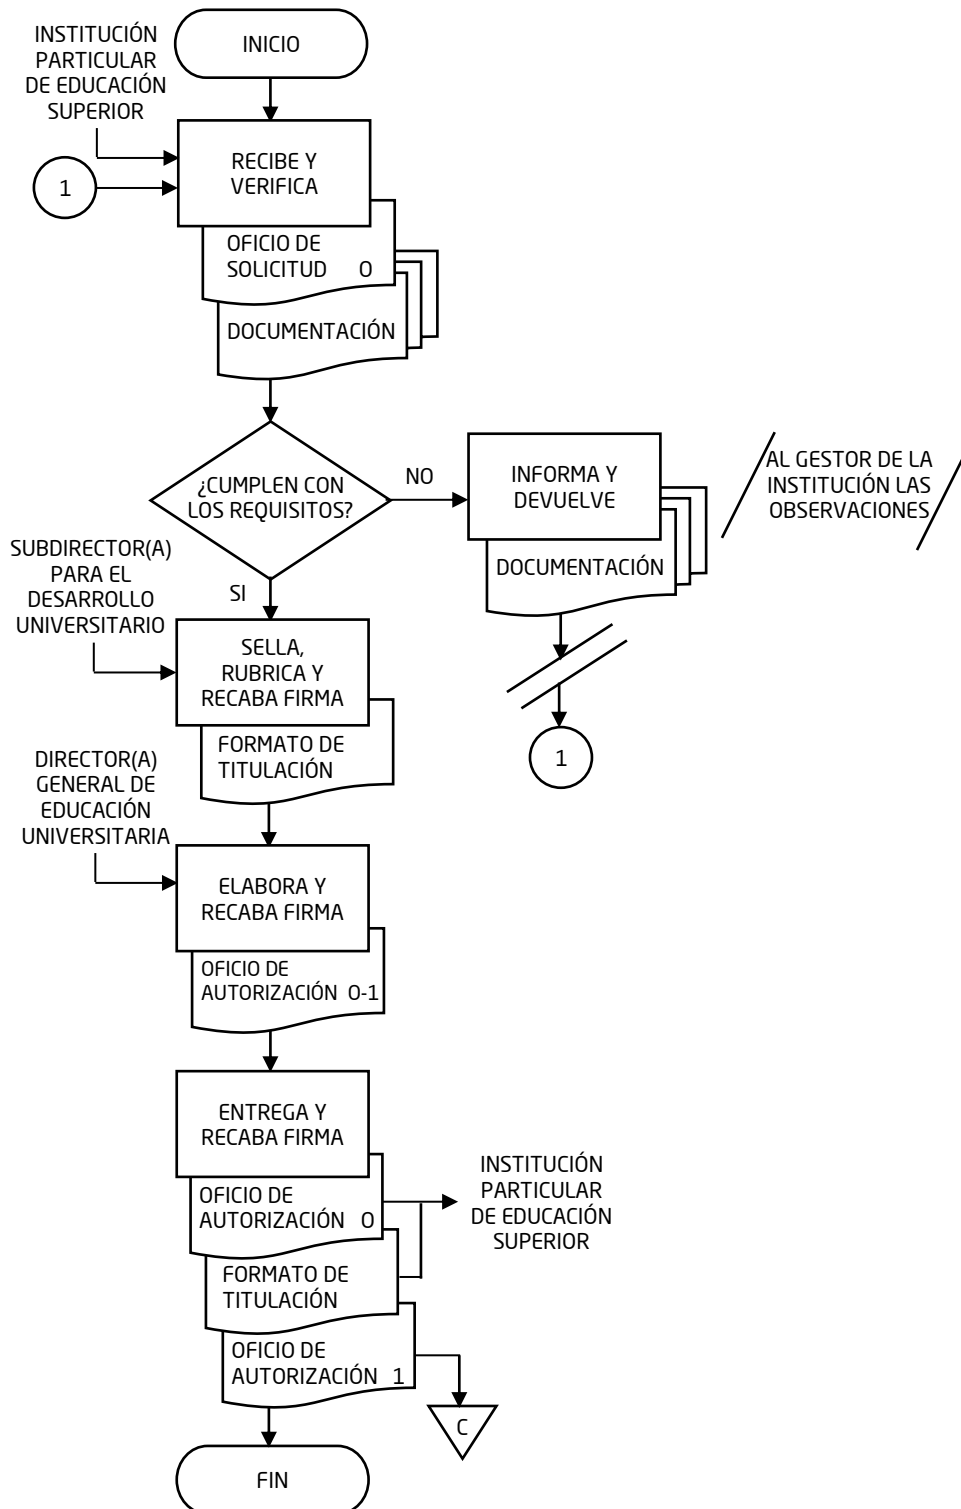 INICIO
INSTITUCIÓN
PARTICULAR
DE EDUCACIÓN
SUPERIOR
1
RECIBE Y
VERIFICA
OFICIO DE
SOLICITUD O
DOCUMENTACIÓN
¿CUMPLEN CON
LOS REQUISITOS?
NO
INFORMA Y
DEVUELVE
DOCUMENTACIÓN
AL GESTOR DE LA
INSTITUCIÓN LAS
OBSERVACIONES
1
SI
SUBDIRECTOR(A)
PARA EL
DESARROLLO
UNIVERSITARIO
SELLA,
RUBRICA Y
RECABA FIRMA
FORMATO DE
TITULACIÓN
DIRECTOR(A)
GENERAL DE
EDUCACIÓN
UNIVERSITARIA
ELABORA Y
RECABA FIRMA
OFICIO DE
AUTORIZACIÓN O-1
ENTREGA Y
RECABA FIRMA
OFICIO DE
AUTORIZACIÓN O
INSTITUCIÓN
PARTICULAR
DE EDUCACIÓN
SUPERIOR
FORMATO DE
TITULACIÓN
OFICIO DE
AUTORIZACIÓN 1
C
FIN